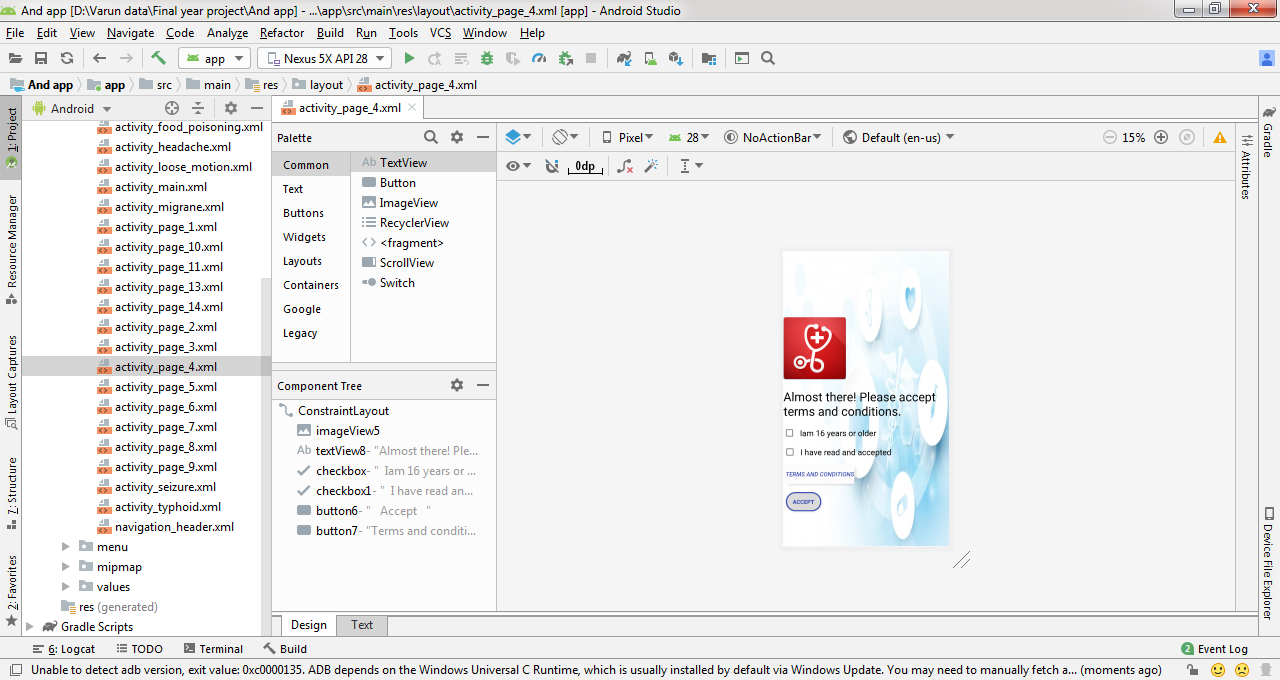 And app [D:\Varun data\Final year project\And app] - ...\app\src\main\res\layout\activity_page_4.xml [app] - Android Studio
File Edit View Navigate Code Analyze Refactor Build Run Tools VCS Window Help
app Nexus 5X API 28
And app app src main res layout activity_page_4.xml
1: Project
Resource Manager
Layout Captures
7: Structure
2: Favorites
Android
activity_food_poisoning.xml
activity_headache.xml
activity_loose_motion.xml
activity_main.xml
activity_migrane.xml
activity_page_1.xml
activity_page_10.xml
activity_page_11.xml
activity_page_13.xml
activity_page_14.xml
activity_page_2.xml
activity_page_3.xml
activity_page_4.xml
activity_page_5.xml
activity_page_6.xml
activity_page_7.xml
activity_page_8.xml
activity_page_9.xml
activity_seizure.xml
activity_typhoid.xml
navigation_header.xml
menu
mipmap
values
res (generated)
Gradle Scripts
activity_page_4.xml
Palette
Common
Text
Buttons
Widgets
Layouts
Containers
Google
Legacy
Ab TextView
Button
ImageView
RecyclerView
<fragment>
ScrollView
Switch
Component Tree
ConstraintLayout
imageView5
Ab textView8- "Almost there! Ple...
checkbox- " Iam 16 years or ...
checkbox1- " I have read an...
button6- " Accept "
button7- "Terms and conditi...
Pixel 28 NoActionBar Default (en-us) 15%
0dp
Almost there! Please accept
terms and conditions.
Iam 16 years or older
I have read and accepted
TERMS AND CONDITIONS
ACCEPT
Design Text
Gradle
Attributes
Device File Explorer
6: Logcat TODO Terminal Build 2 Event Log
Unable to detect adb version, exit value: 0xc0000135. ADB depends on the Windows Universal C Runtime, which is usually installed by default via Windows Update. You may need to manually fetch a... (moments ago)